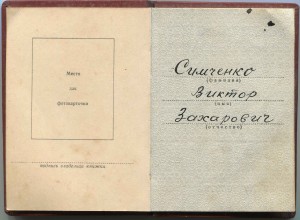 Место
для
фотокарточки
Симченко
(фамилия)
Виктор
(имя)
Захарович
(отчество)